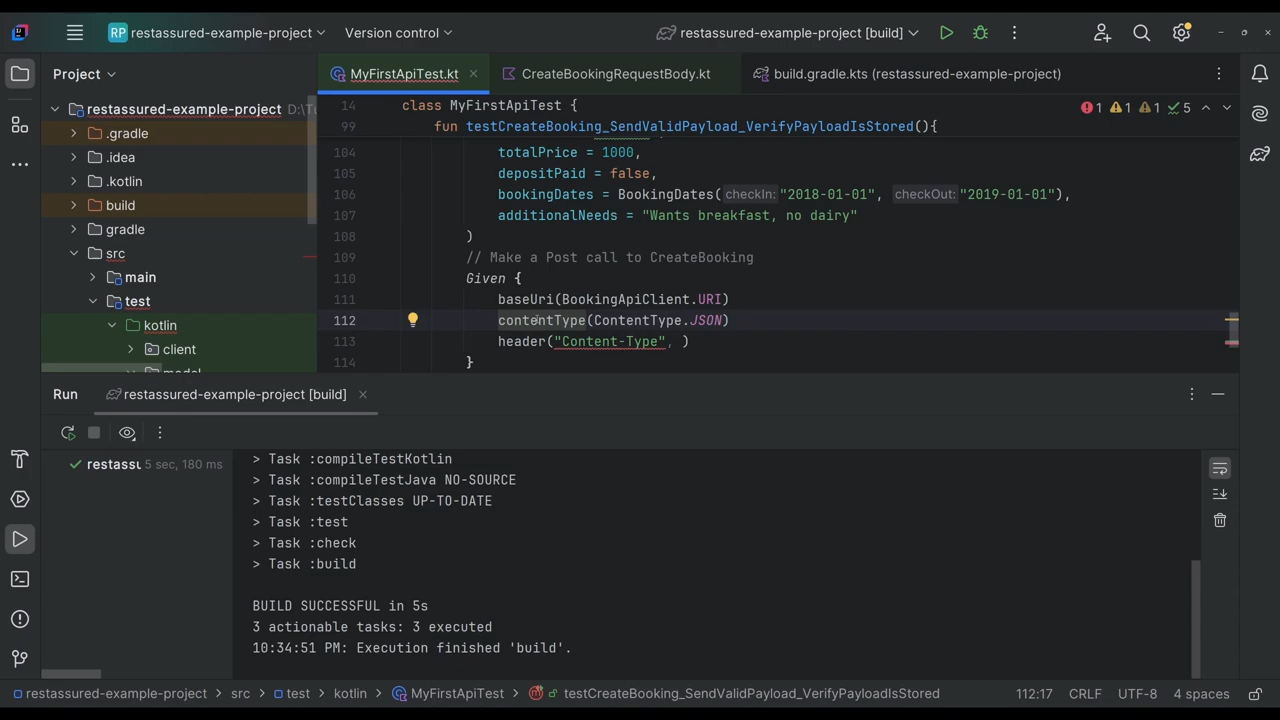 RP restassured-example-project
Version control
restassured-example-project [build]
Project
MyFirstApiTest.kt
CreateBookingRequestBody.kt
build.gradle.kts (restassured-example-project)
restassured-example-project D:\Tu
.gradle
.idea
.kotlin
build
gradle
src
main
test
kotlin
client
14 class MyFirstApiTest {
99 fun testCreateBooking_SendValidPayload_VerifyPayloadIsStored(){
1 1 1 5
104 totalPrice = 1000,
105 depositPaid = false,
106 bookingDates = BookingDates( checkIn: "2018-01-01", checkOut: "2019-01-01"),
107 additionalNeeds = "Wants breakfast, no dairy"
108 )
109 // Make a Post call to CreateBooking
110 Given {
111 baseUri(BookingApiClient.URI)
112 contentType(ContentType.JSON)
113 header("Content-Type", )
114 }
Run
restassured-example-project [build]
restassu 5 sec, 180 ms
> Task :compileTestKotlin
> Task :compileTestJava NO-SOURCE
> Task :testClasses UP-TO-DATE
> Task :test
> Task :check
> Task :build
BUILD SUCCESSFUL in 5s
3 actionable tasks: 3 executed
10:34:51 PM: Execution finished 'build'.
restassured-example-project > src > test > kotlin > MyFirstApiTest > testCreateBooking_SendValidPayload_VerifyPayloadIsStored
112:17 CRLF UTF-8 4 spaces